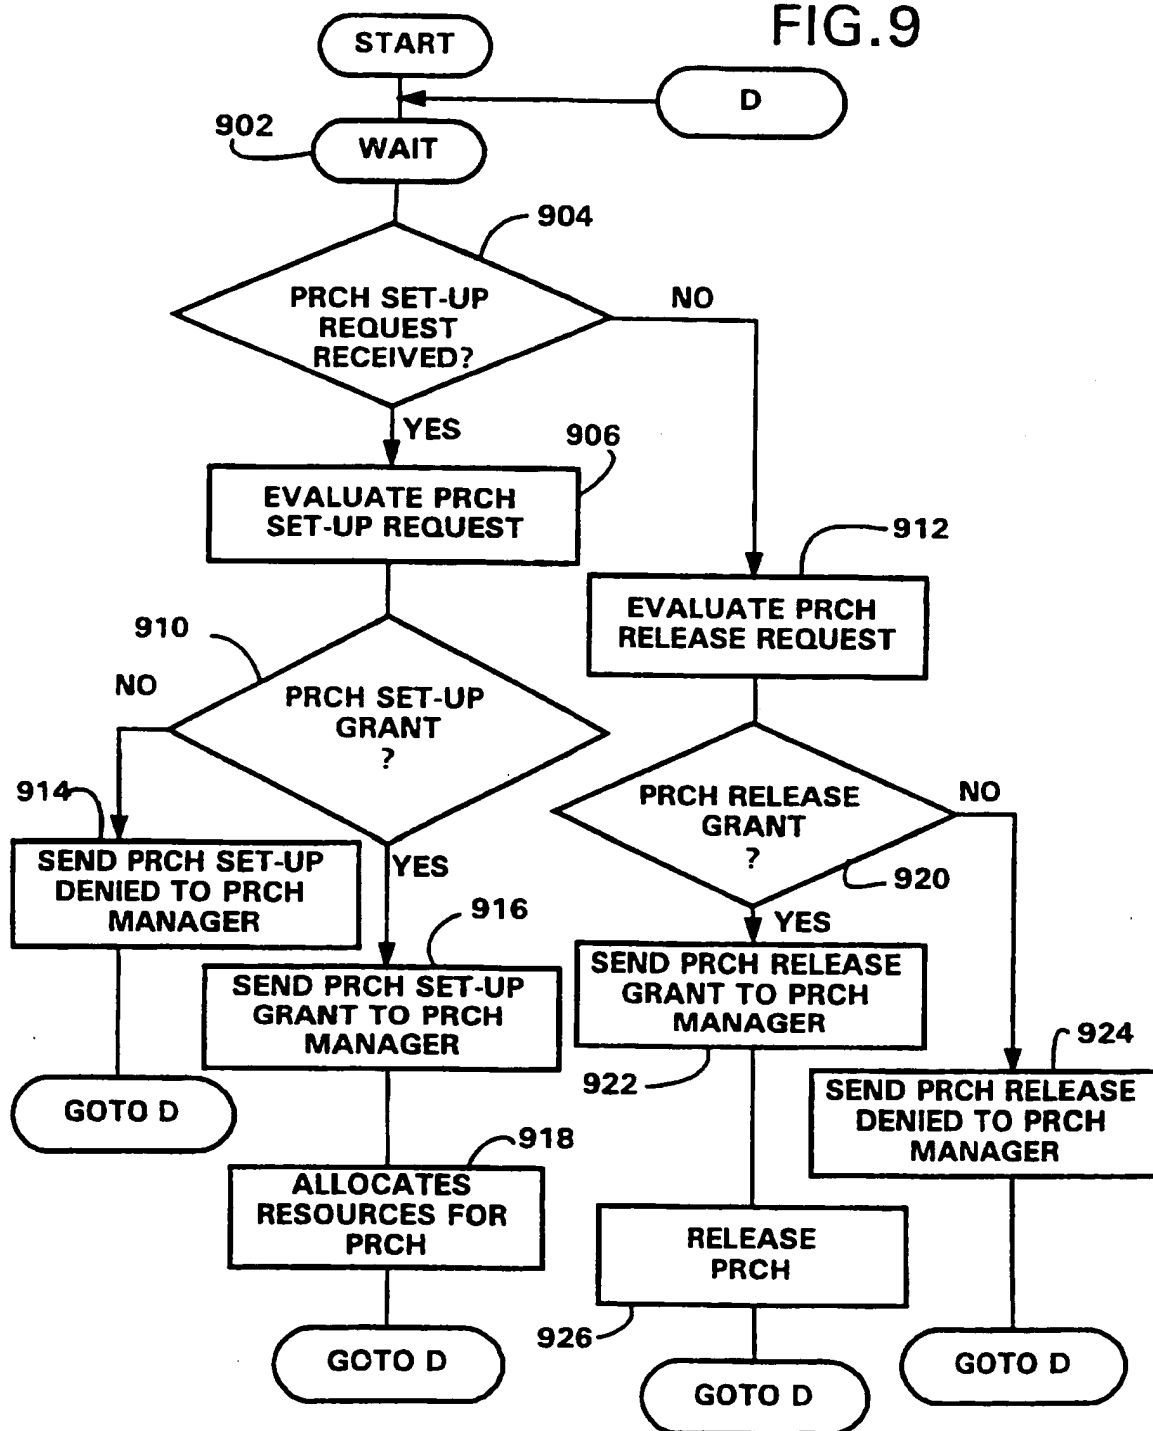 FIG.9
START
D
902
WAIT
904
PRCH SET-UP
REQUEST
RECEIVED?
NO
YES
906
EVALUATE PRCH
SET-UP REQUEST
912
EVALUATE PRCH
RELEASE REQUEST
910
NO
PRCH SET-UP
GRANT
?
YES
914
SEND PRCH SET-UP
DENIED TO PRCH
MANAGER
GOTO D
916
SEND PRCH SET-UP
GRANT TO PRCH
MANAGER
918
ALLOCATES
RESOURCES FOR
PRCH
GOTO D
PRCH RELEASE
GRANT
?
NO
920
YES
SEND PRCH RELEASE
GRANT TO PRCH
MANAGER
922
924
SEND PRCH RELEASE
DENIED TO PRCH
MANAGER
RELEASE
PRCH
926
GOTO D
GOTO D